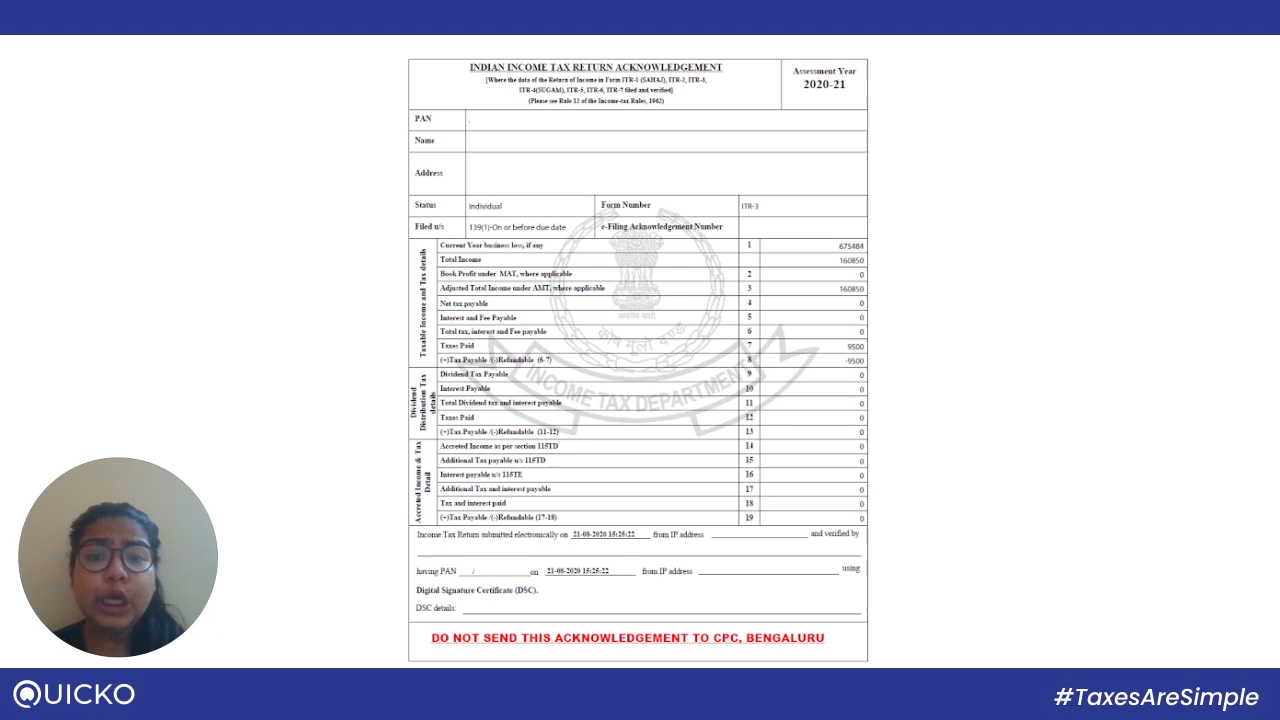 INDIAN INCOME TAX RETURN ACKNOWLEDGEMENT
[Where the data of the Return of Income in Form ITR-1 (SAHAJ), ITR-2, ITR-3,
ITR-4(SUGAM), ITR-5, ITR-6, ITR-7 filed and verified]
(Please see Rule 12 of the Income-tax Rules, 1962)
Assessment Year
2020-21
PAN
Name
Address
Status Individual Form Number ITR-3
Filed u/s 139(1)-On or before due date e-Filing Acknowledgement Number
Taxable Income and Tax details
Current Year business loss, if any 1 675484
Total Income 160850
Book Profit under MAT, where applicable 2 0
Adjusted Total Income under AMT, where applicable 3 160850
Net tax payable 4 0
Interest and Fee Payable 5 0
Total tax, interest and Fee payable 6 0
Taxes Paid 7 9500
(+)Tax Payable /(-)Refundable (6-7) 8 -9500
Dividend Distribution Tax details
Dividend Tax Payable 9 0
Interest Payable 10 0
Total Dividend tax and interest payable 11 0
Taxes Paid 12 0
(+)Tax Payable /(-)Refundable (11-12) 13 0
Accreted Income & Tax Detail
Accreted Income as per section 115TD 14 0
Additional Tax payable u/s 115TD 15 0
Interest payable u/s 115TE 16 0
Additional Tax and interest payable 17 0
Tax and interest paid 18 0
(+)Tax Payable /(-)Refundable (17-18) 19 0
कोष मूलो दण्डः
INCOME TAX DEPARTMENT
Income Tax Return submitted electronically on 21-08-2020 15:25:22 from IP address and verified by
having PAN on 21-08-2020 15:25:22 from IP address using
Digital Signature Certificate (DSC).
DSC details:
DO NOT SEND THIS ACKNOWLEDGEMENT TO CPC, BENGALURU
QUICKO
#TaxesAreSimple